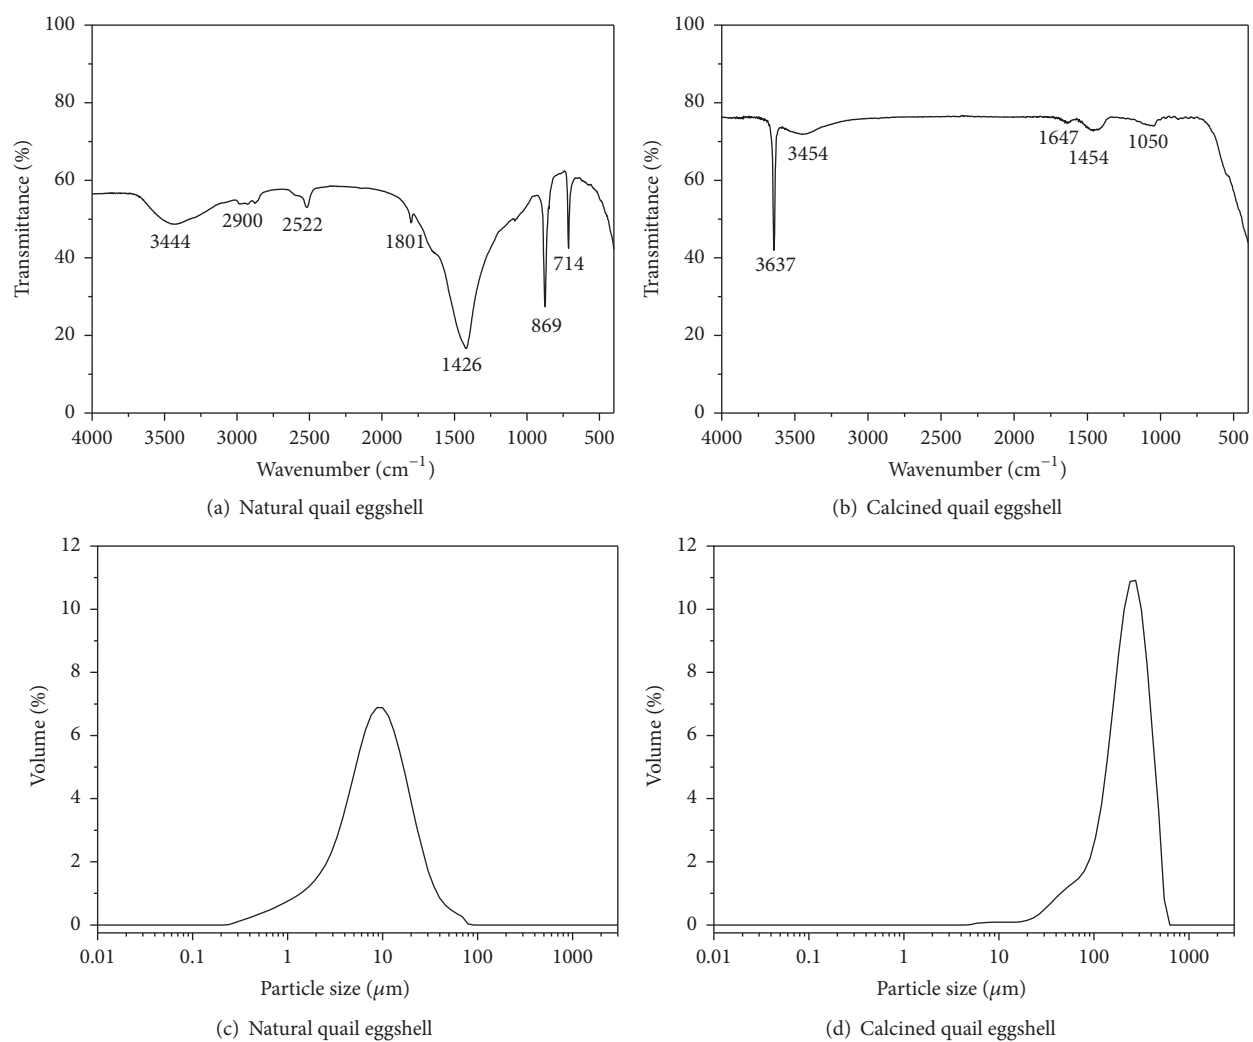 100
80
60
40
20
0
Transmittance (%)
3444
2900
2522
1801
1426
869
714
4000 3500 3000 2500 2000 1500 1000 500
Wavenumber (cm⁻¹)
(a) Natural quail eggshell
100
80
60
40
20
0
Transmittance (%)
3637
3454
1647
1454
1050
4000 3500 3000 2500 2000 1500 1000 500
Wavenumber (cm⁻¹)
(b) Calcined quail eggshell
12
10
8
6
4
2
0
Volume (%)
0.01 0.1 1 10 100 1000
Particle size (μm)
(c) Natural quail eggshell
12
10
8
6
4
2
0
Volume (%)
0.01 0.1 1 10 100 1000
Particle size (μm)
(d) Calcined quail eggshell